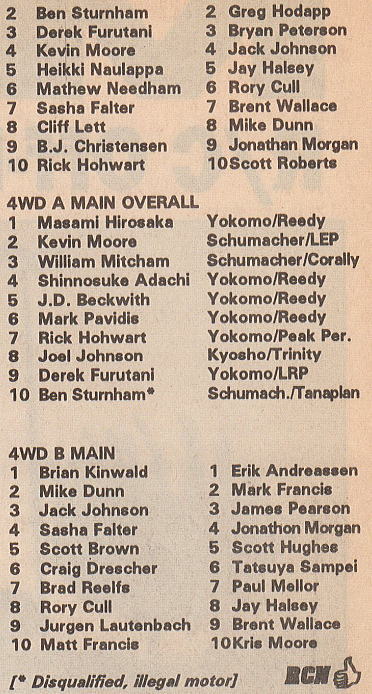 2 Ben Sturnham 2 Greg Hodapp
3 Derek Furutani 3 Bryan Peterson
4 Kevin Moore 4 Jack Johnson
5 Heikki Naulappa 5 Jay Halsey
6 Mathew Needham 6 Rory Cull
7 Sasha Falter 7 Brent Wallace
8 Cliff Lett 8 Mike Dunn
9 B.J. Christensen 9 Jonathan Morgan
10 Rick Hohwart 10 Scott Roberts
4WD A MAIN OVERALL
1 Masami Hirosaka Yokomo/Reedy
2 Kevin Moore Schumacher/LEP
3 William Mitcham Schumacher/Corally
4 Shinnosuke Adachi Yokomo/Reedy
5 J.D. Beckwith Yokomo/Reedy
6 Mark Pavidis Yokomo/Reedy
7 Rick Hohwart Yokomo/Peak Per.
8 Joel Johnson Kyosho/Trinity
9 Derek Furutani Yokomo/LRP
10 Ben Sturnham* Schumach./Tanaplan
4WD B MAIN
1 Brian Kinwald 1 Erik Andreassen
2 Mike Dunn 2 Mark Francis
3 Jack Johnson 3 James Pearson
4 Sasha Falter 4 Jonathon Morgan
5 Scott Brown 5 Scott Hughes
6 Craig Drescher 6 Tatsuya Sampei
7 Brad Reelfs 7 Paul Mellor
8 Rory Cull 8 Jay Halsey
9 Jurgen Lautenbach 9 Brent Wallace
10 Matt Francis 10 Kris Moore
[* Disqualified, illegal motor] RCN